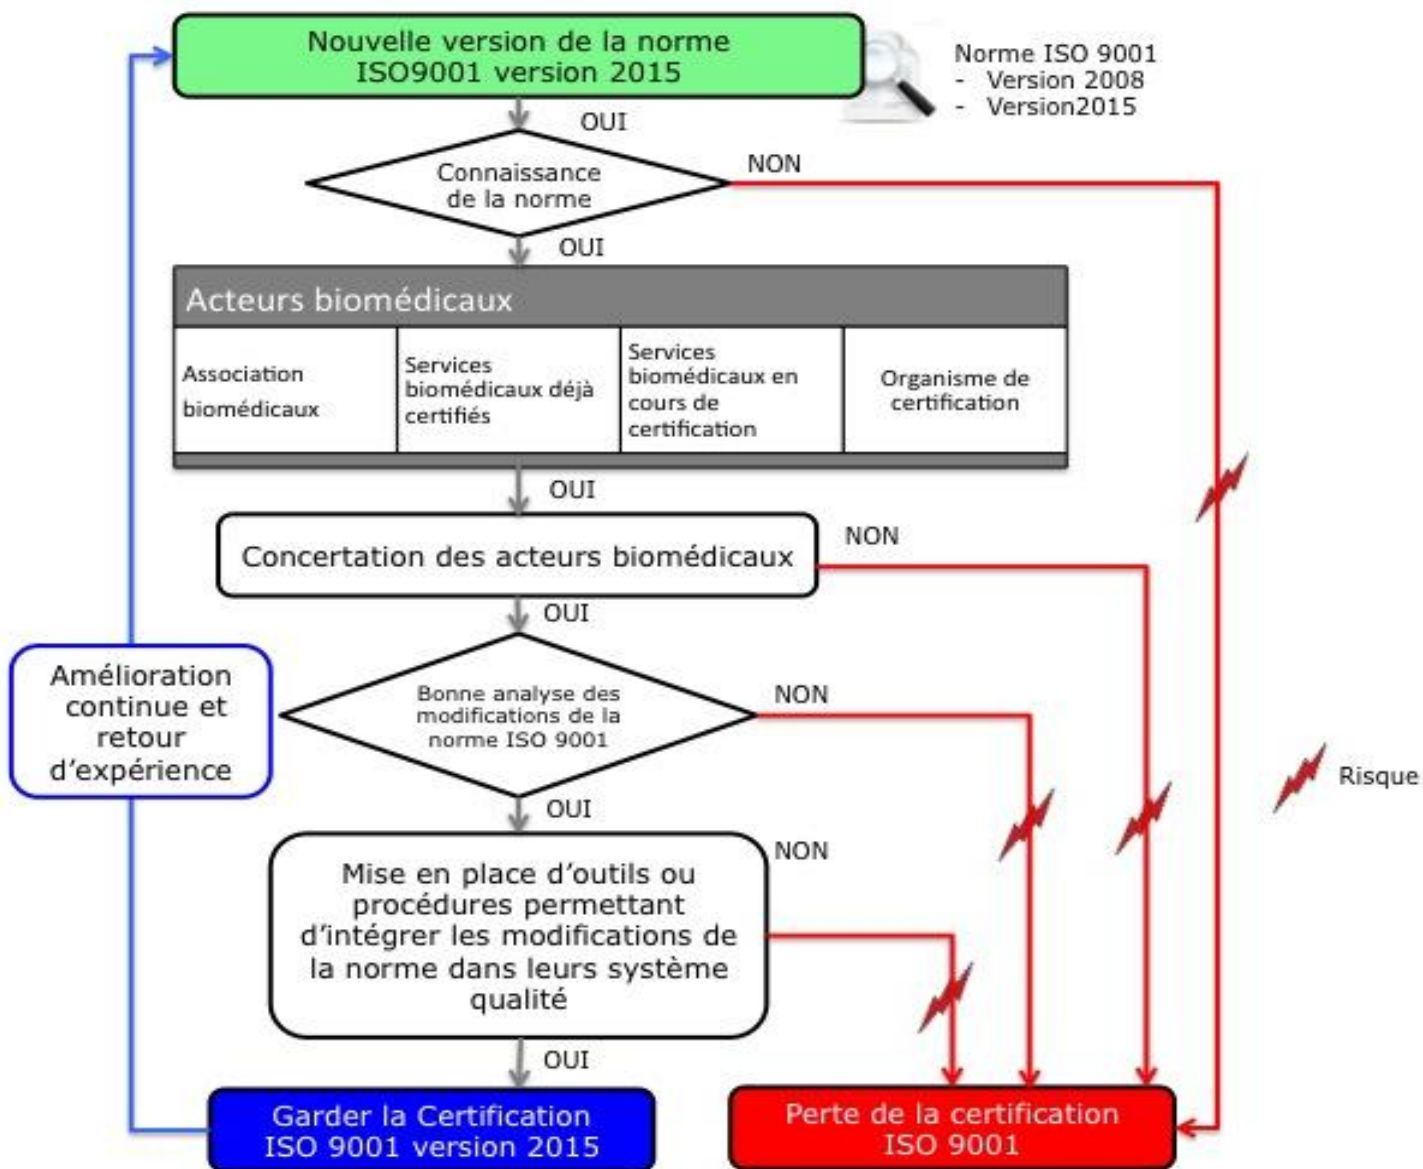 Nouvelle version de la norme
ISO9001 version 2015
Norme ISO 9001
- Version 2008
- Version2015
OUI
Connaissance
de la norme
NON
OUI
Acteurs biomédicaux
Association
biomédicaux
Services
biomédicaux déjà
certifiés
Services
biomédicaux en
cours de
certification
Organisme de
certification
OUI
Concertation des acteurs biomédicaux
NON
OUI
Amélioration
continue et
retour
d'expérience
Bonne analyse des
modifications de la
norme ISO 9001
NON
Risque
OUI
Mise en place d'outils ou
procédures permettant
d'intégrer les modifications de
la norme dans leurs système
qualité
NON
OUI
Garder la Certification
ISO 9001 version 2015
Perte de la certification
ISO 9001